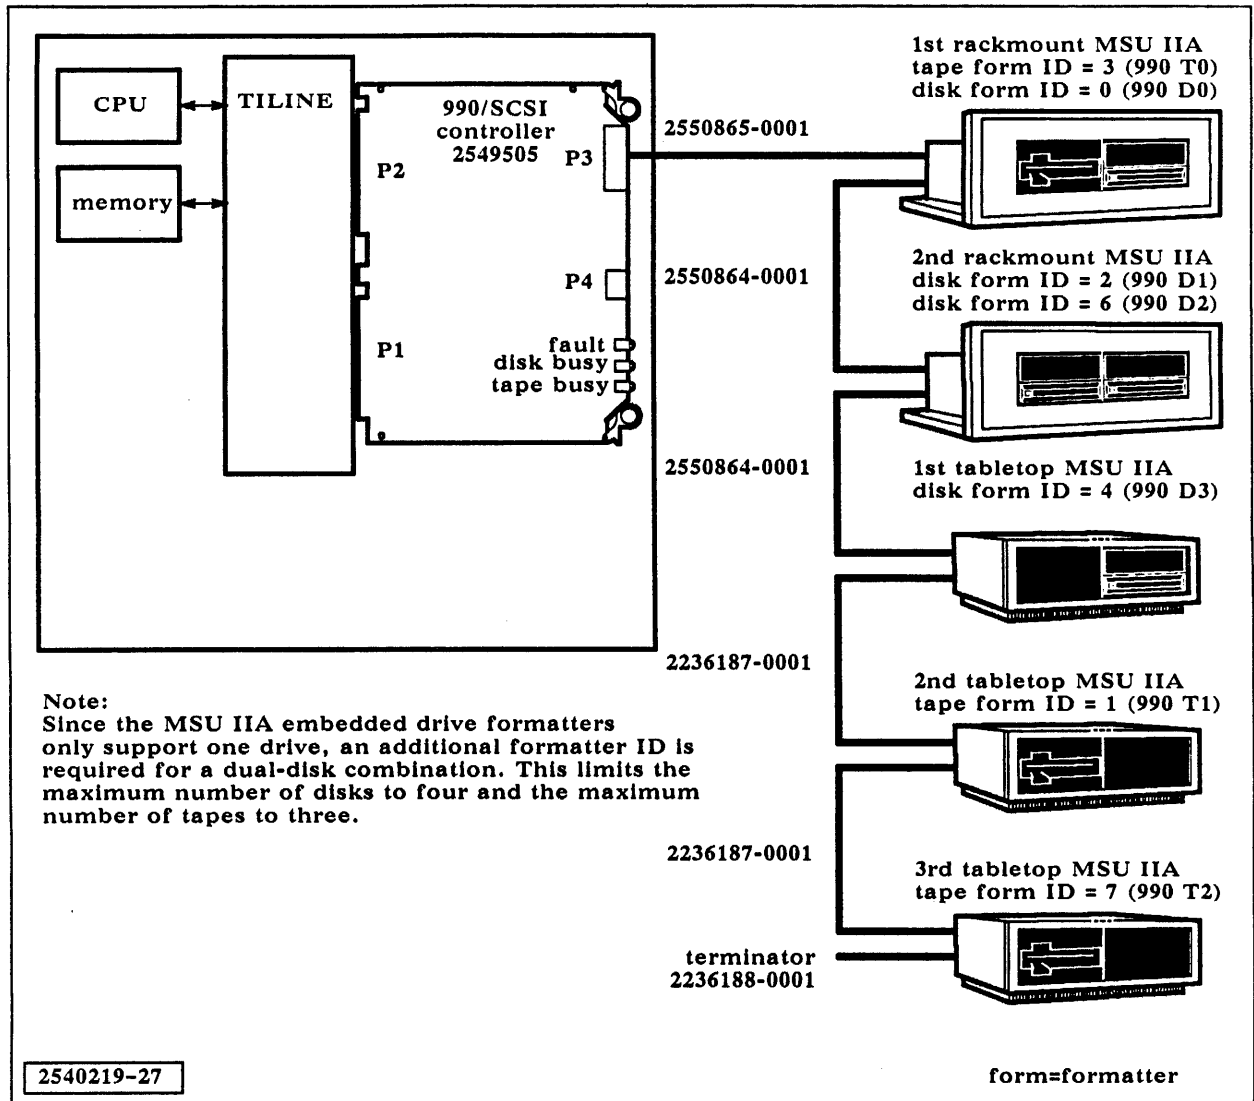 CPU
memory
TILINE
990/SCSI
controller
2549505
P2
P3
P4
P1
fault
disk busy
tape busy
2550865-0001
2550864-0001
2550864-0001
2236187-0001
2236187-0001
terminator
2236188-0001
1st rackmount MSU IIA
tape form ID = 3 (990 T0)
disk form ID = 0 (990 D0)
2nd rackmount MSU IIA
disk form ID = 2 (990 D1)
disk form ID = 6 (990 D2)
1st tabletop MSU IIA
disk form ID = 4 (990 D3)
2nd tabletop MSU IIA
tape form ID = 1 (990 T1)
3rd tabletop MSU IIA
tape form ID = 7 (990 T2)
Note:
Since the MSU IIA embedded drive formatters
only support one drive, an additional formatter ID is
required for a dual-disk combination. This limits the
maximum number of disks to four and the maximum
number of tapes to three.
2540219-27
form=formatter